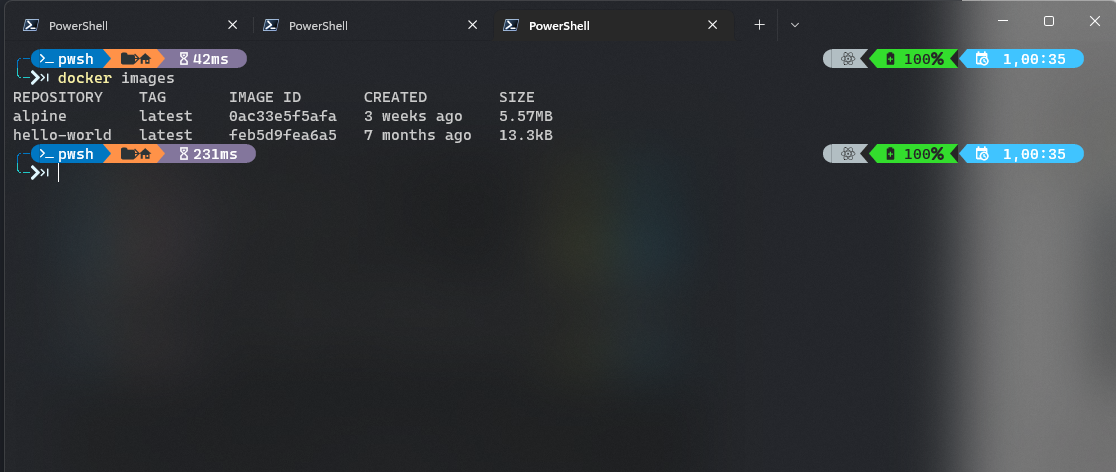 PowerShell PowerShell PowerShell
pwsh 42ms 100% 1,00:35
docker images
REPOSITORY TAG IMAGE ID CREATED SIZE
alpine latest 0ac33e5f5afa 3 weeks ago 5.57MB
hello-world latest feb5d9fea6a5 7 months ago 13.3kB
pwsh 231ms 100% 1,00:35